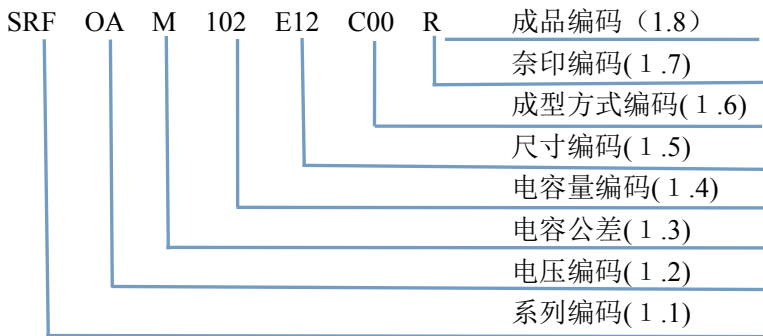 SRF OA M 102 E12 C00 R 成品编码（1.8）
奈印编码(1.7)
成型方式编码(1.6)
尺寸编码(1.5)
电容量编码(1.4)
电容公差(1.3)
电压编码(1.2)
系列编码(1.1)